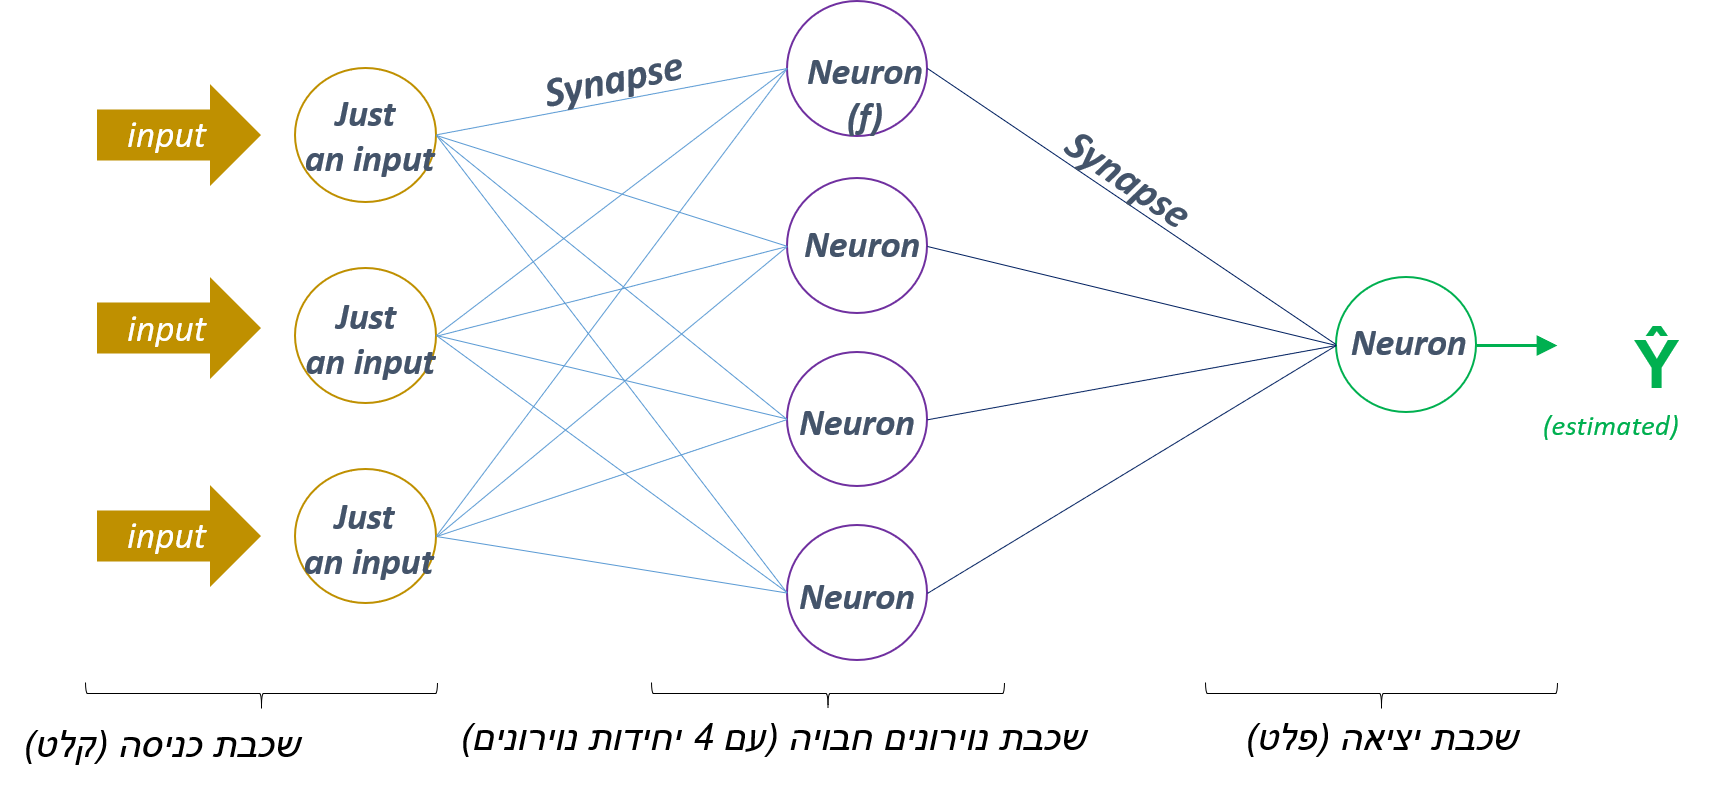 input
Just
an input
input
Just
an input
input
Just
an input
Synapse
Neuron
(f)
Neuron
Neuron
Neuron
Synapse
Neuron
Ŷ
(estimated)
שכבת כניסה (קלט)
שכבת נוירונים חבויה (עם 4 יחידות נוירונים)
שכבת יציאה (פלט)